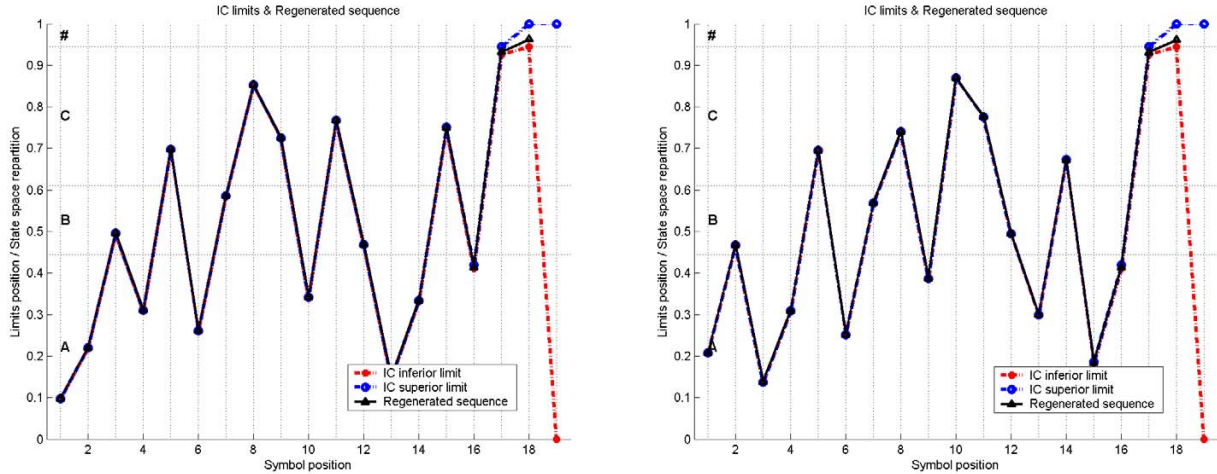 IC limits & Regenerated sequence
Limits position / State space repartition
1
0.9
0.8
0.7
0.6
0.5
0.4
0.3
0.2
0.1
0
#
C
B
A
IC inferior limit
IC superior limit
Regenerated sequence
2 4 6 8 10 12 14 16 18
Symbol position
IC limits & Regenerated sequence
Limits position / State space repartition
1
0.9
0.8
0.7
0.6
0.5
0.4
0.3
0.2
0.1
0
#
C
B
A
IC inferior limit
IC superior limit
Regenerated sequence
2 4 6 8 10 12 14 16 18
Symbol position